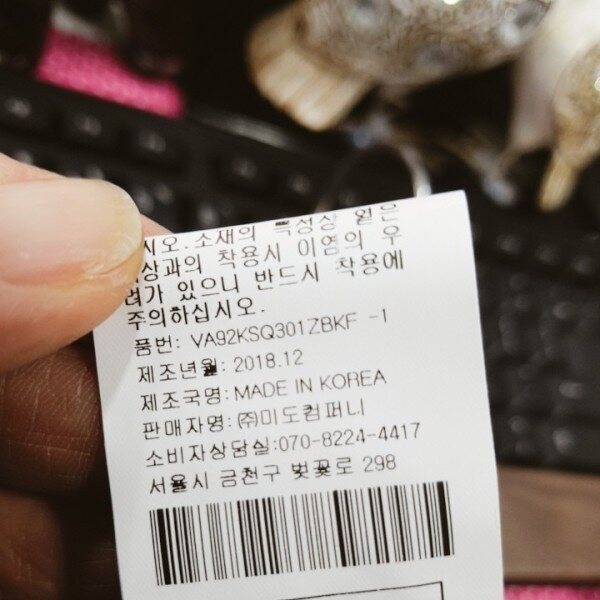 시오. 소재의 특성상 옅은
색상과의 착용시 이염의 우
려가 있으니 반드시 착용에
주의하십시오.
품번: VA92KSQ301ZBKF -1
제조년월: 2018.12
제조국명: MADE IN KOREA
판매자명: (주)미도컴퍼니
소비자상담실:070-8224-4417
서울시 금천구 벚꽃로 298